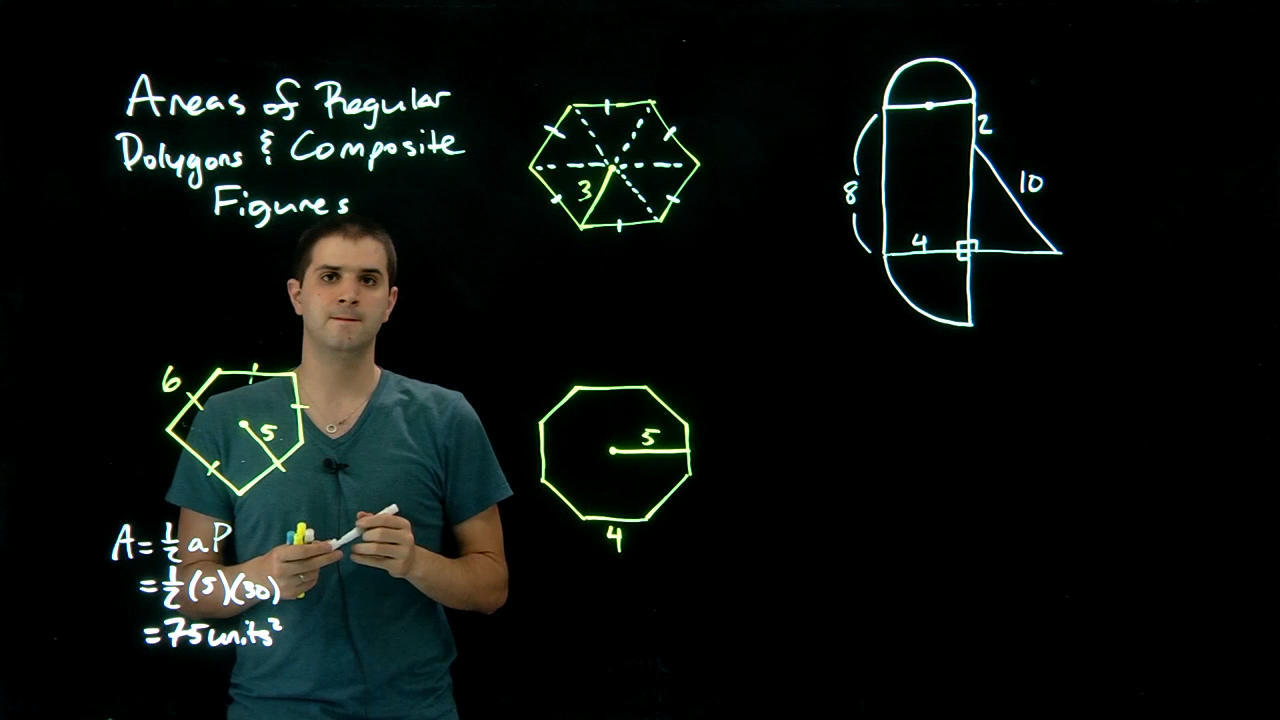 Areas of Regular
Polygons & Composite
Figures
3
2
10
8
4
6
5
A = ½ aP
= ½ (5)(30)
= 75 units²
5
4